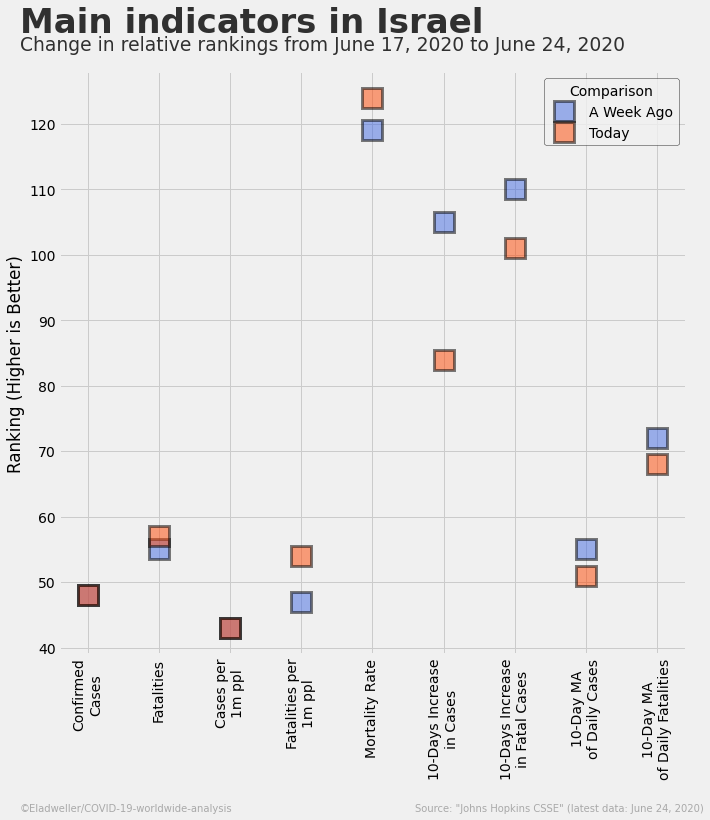 Main indicators in Israel
Change in relative rankings from June 17, 2020 to June 24, 2020
Comparison
A Week Ago
Today
Ranking (Higher is Better)
120
110
100
90
80
70
60
50
40
Confirmed
Cases
Fatalities
Cases per
1m ppl
Fatalities per
1m ppl
Mortality Rate
10-Days Increase
in Cases
10-Days Increase
in Fatal Cases
10-Day MA
of Daily Cases
10-Day MA
of Daily Fatalities
©Eladweller/COVID-19-worldwide-analysis
Source: "Johns Hopkins CSSE" (latest data: June 24, 2020)